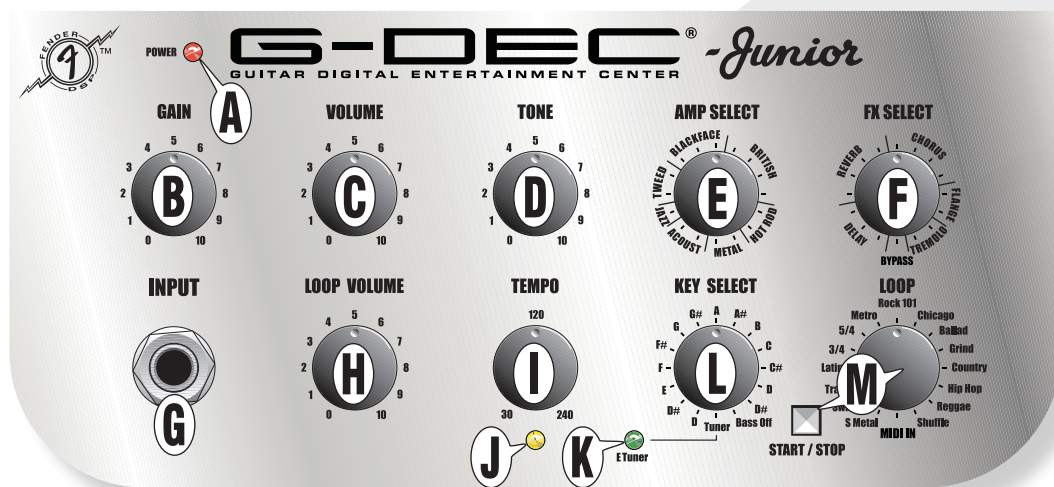 FENDER DSP TM
POWER
G-DEC® -Junior
GUITAR DIGITAL ENTERTAINMENT CENTER
A
GAIN
0 1 2 3 4 5 6 7 8 9 10
B
VOLUME
0 1 2 3 4 5 6 7 8 9 10
C
TONE
0 1 2 3 4 5 6 7 8 9 10
D
AMP SELECT
JAZZ TWEED BLACKFACE BRITISH HOT ROD METAL ACOUST
E
FX SELECT
REVERB CHORUS FLANGE TREMOLO BYPASS DELAY
F
INPUT
G
LOOP VOLUME
0 1 2 3 4 5 6 7 8 9 10
H
TEMPO
30 120 240
I
J
K
E Tuner
KEY SELECT
Tuner D D# E F F# G G# A A# B C C# D D# Bass Off
L
LOOP
Rock 101 Chicago Ballad Grind Country Hip Hop Reggae Shuffle MIDI IN S Metal 3/4 5/4 Metro
M
START / STOP